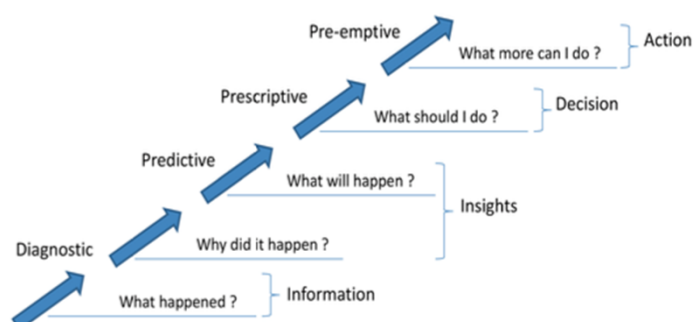 Pre-emptive
What more can I do ?
Action
Prescriptive
What should I do ?
Decision
Predictive
What will happen ?
Insights
Diagnostic
Why did it happen ?
What happened ?
Information